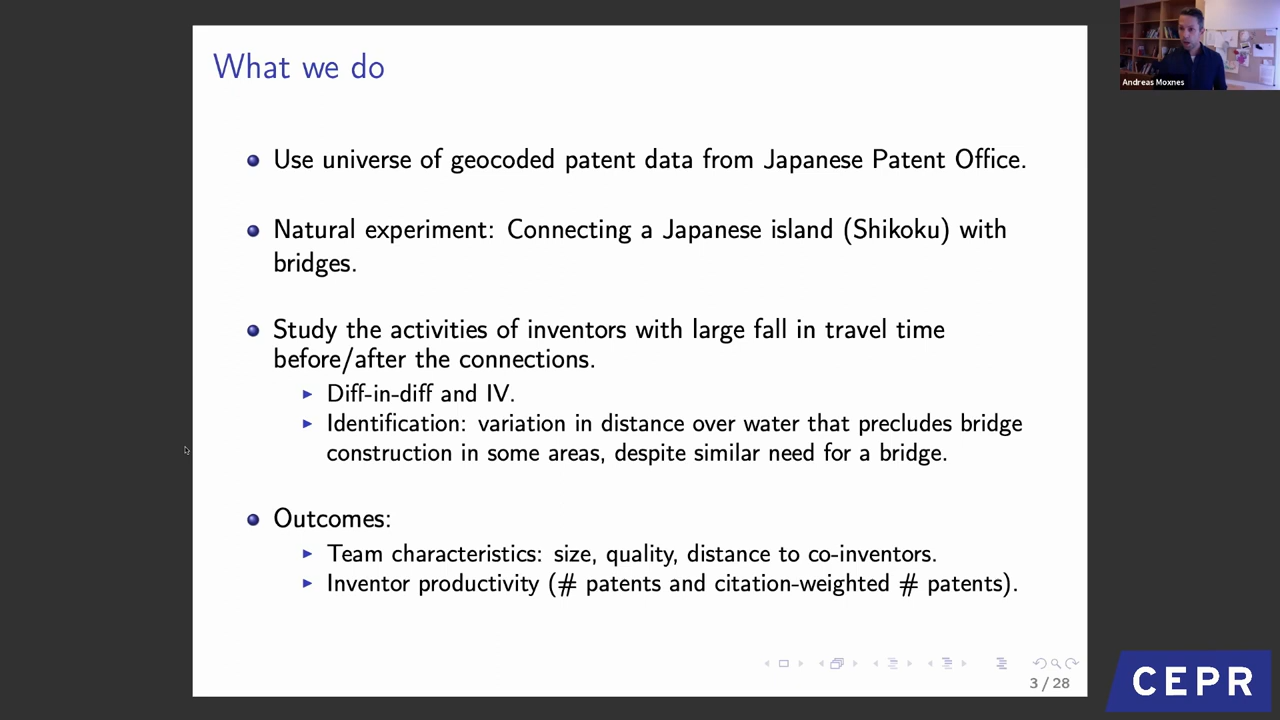 What we do
Use universe of geocoded patent data from Japanese Patent Office.
Natural experiment: Connecting a Japanese island (Shikoku) with
bridges.
Study the activities of inventors with large fall in travel time
before/after the connections.
Diff-in-diff and IV.
Identification: variation in distance over water that precludes bridge
construction in some areas, despite similar need for a bridge.
Outcomes:
Team characteristics: size, quality, distance to co-inventors.
Inventor productivity (# patents and citation-weighted # patents).
3 / 28
Andreas Moxnes
CEPR